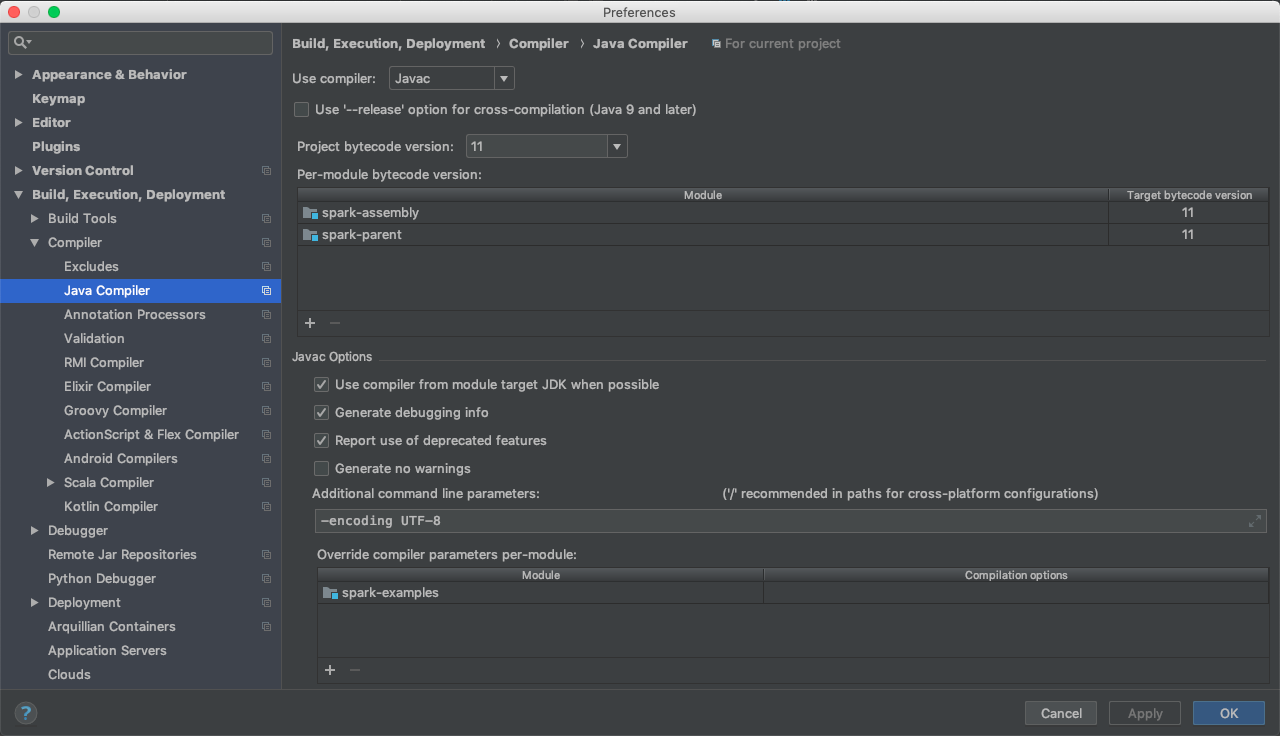 Preferences
Appearance & Behavior
Keymap
Editor
Plugins
Version Control
Build, Execution, Deployment
Build Tools
Compiler
Excludes
Java Compiler
Annotation Processors
Validation
RMI Compiler
Elixir Compiler
Groovy Compiler
ActionScript & Flex Compiler
Android Compilers
Scala Compiler
Kotlin Compiler
Debugger
Remote Jar Repositories
Python Debugger
Deployment
Arquillian Containers
Application Servers
Clouds
Build, Execution, Deployment › Compiler › Java Compiler For current project
Use compiler: Javac
Use '--release' option for cross-compilation (Java 9 and later)
Project bytecode version: 11
Per-module bytecode version:
Module Target bytecode version
spark-assembly 11
spark-parent 11
Javac Options
Use compiler from module target JDK when possible
Generate debugging info
Report use of deprecated features
Generate no warnings
Additional command line parameters: ('/' recommended in paths for cross-platform configurations)
-encoding UTF-8
Override compiler parameters per-module:
Module Compilation options
spark-examples
? Cancel Apply OK